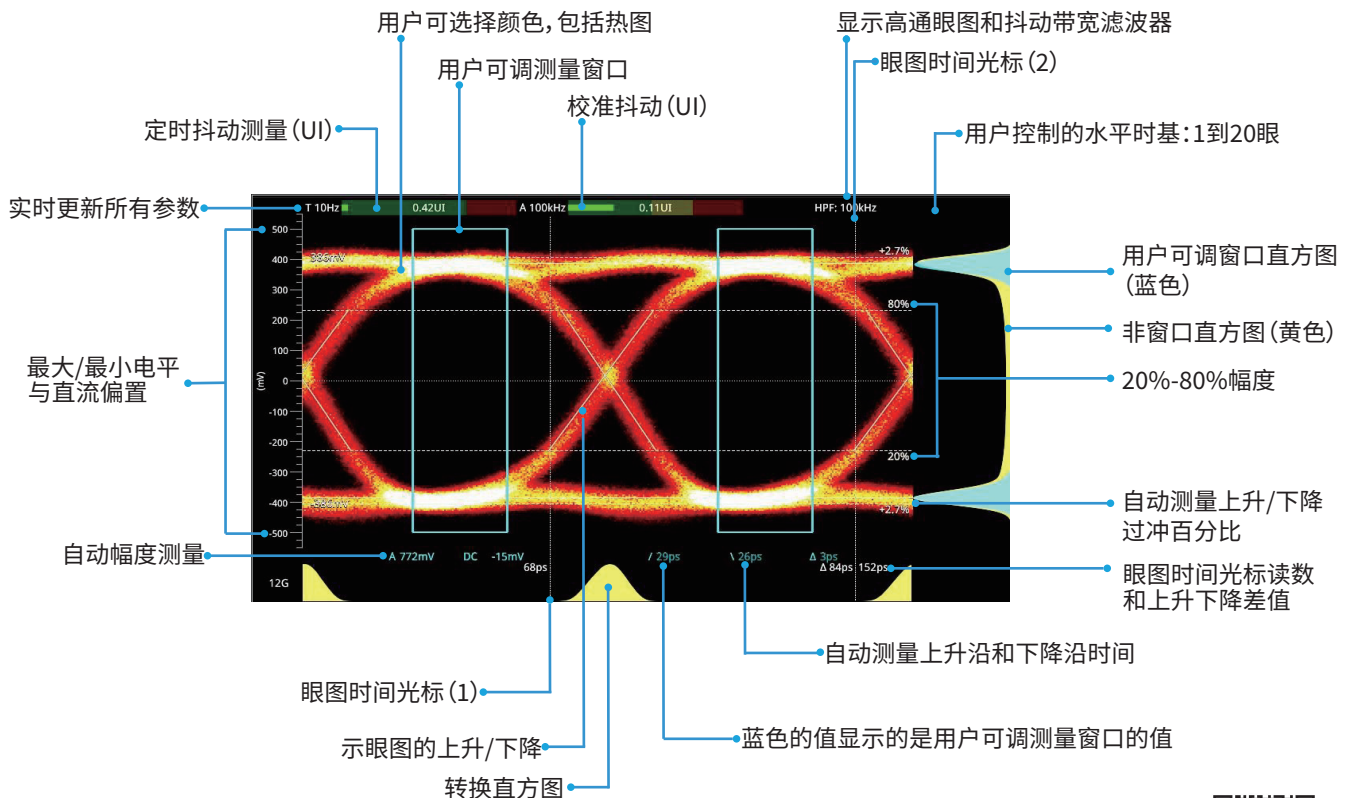 用户可选择颜色，包括热图
显示高通眼图和抖动带宽滤波器
用户可调测量窗口
眼图时间光标（2）
校准抖动（UI）
定时抖动测量（UI）
用户控制的水平时基：1到20眼
实时更新所有参数
T 10Hz 0.42UI A 100kHz 0.11UI HPF: 100kHz
500
400 386mV +2.7%
用户可调窗口直方图
（蓝色）
300
80%
200
非窗口直方图（黄色）
100
最大/最小电平
与直流偏置
(mV)
0
20%-80%幅度
-100
-200
20%
-300
-400 -386mV +2.7%
自动测量上升/下降
过冲百分比
-500
自动幅度测量
A 772mV DC -15mV / 29ps \ 26ps Δ 3ps
68ps Δ 84ps 152ps
眼图时间光标读数
和上升下降差值
12G
自动测量上升沿和下降沿时间
眼图时间光标（1）
蓝色的值显示的是用户可调测量窗口的值
示眼图的上升/下降
转换直方图